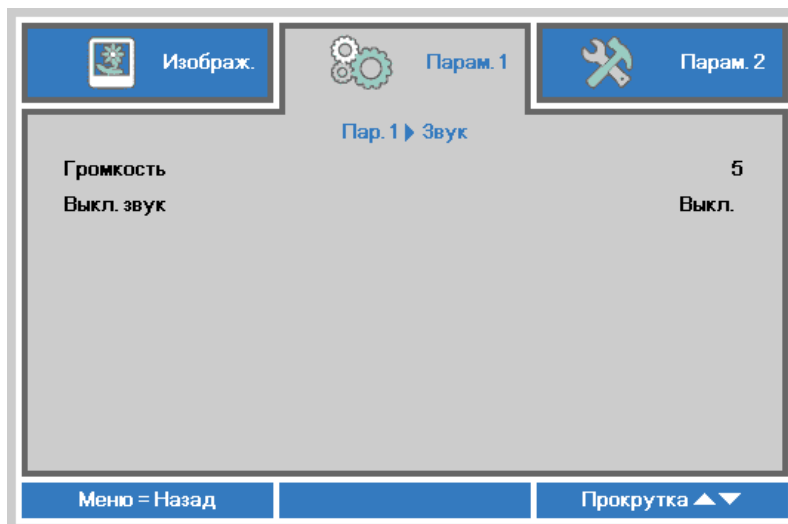 Изображ.
Парам. 1
Парам. 2
Пар. 1 ▶ Звук
Громкость 5
Выкл. звук Выкл.
Меню = Назад
Прокрутка ▲▼